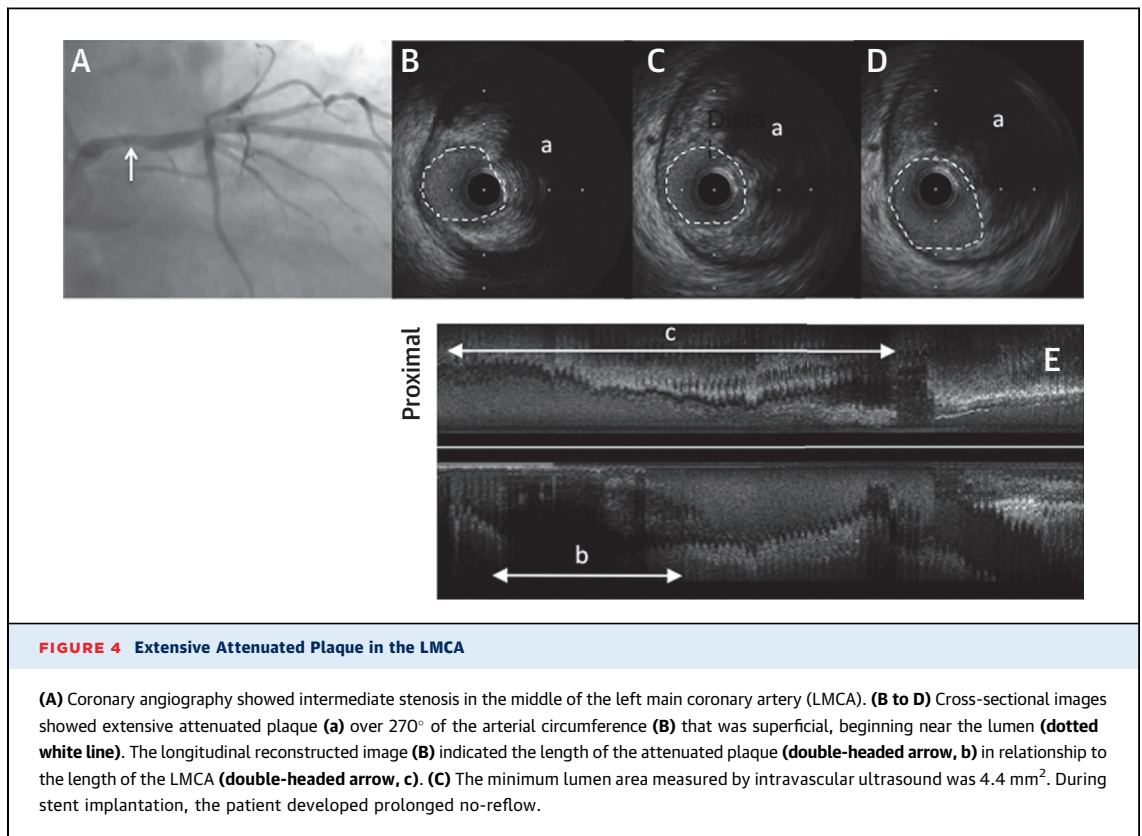 A
B
C
D
a
Dista
l
a
a
Proximal
c
E
b
FIGURE 4 Extensive Attenuated Plaque in the LMCA
(A) Coronary angiography showed intermediate stenosis in the middle of the left main coronary artery (LMCA). (B to D) Cross-sectional images
showed extensive attenuated plaque (a) over 270° of the arterial circumference (B) that was superficial, beginning near the lumen (dotted
white line). The longitudinal reconstructed image (B) indicated the length of the attenuated plaque (double-headed arrow, b) in relationship to
the length of the LMCA (double-headed arrow, c). (C) The minimum lumen area measured by intravascular ultrasound was 4.4 mm². During
stent implantation, the patient developed prolonged no-reflow.